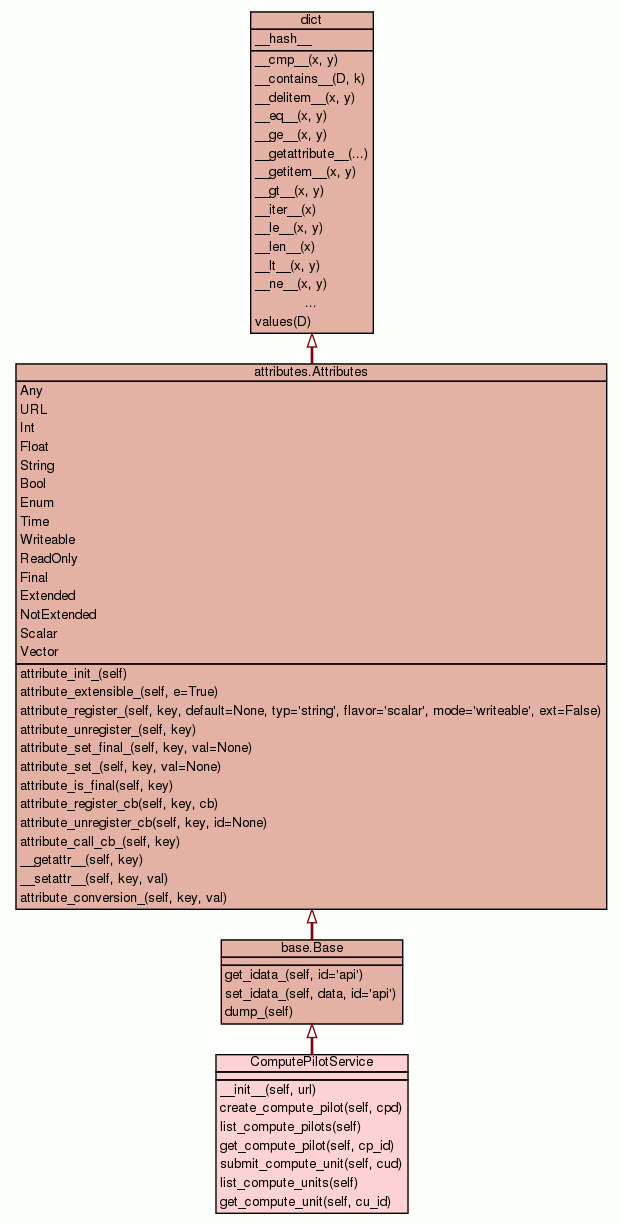 dict
__hash__
__cmp__(x, y)
__contains__(D, k)
__delitem__(x, y)
__eq__(x, y)
__ge__(x, y)
__getattribute__(...)
__getitem__(x, y)
__gt__(x, y)
__iter__(x)
__le__(x, y)
__len__(x)
__lt__(x, y)
__ne__(x, y)
...
values(D)
attributes.Attributes
Any
URL
Int
Float
String
Bool
Enum
Time
Writeable
ReadOnly
Final
Extended
NotExtended
Scalar
Vector
attribute_init_(self)
attribute_extensible_(self, e=True)
attribute_register_(self, key, default=None, typ='string', flavor='scalar', mode='writeable', ext=False)
attribute_unregister_(self, key)
attribute_set_final_(self, key, val=None)
attribute_set_(self, key, val=None)
attribute_is_final(self, key)
attribute_register_cb(self, key, cb)
attribute_unregister_cb(self, key, id=None)
attribute_call_cb_(self, key)
__getattr__(self, key)
__setattr__(self, key, val)
attribute_conversion_(self, key, val)
base.Base
get_idata_(self, id='api')
set_idata_(self, data, id='api')
dump_(self)
ComputePilotService
__init__(self, url)
create_compute_pilot(self, cpd)
list_compute_pilots(self)
get_compute_pilot(self, cp_id)
submit_compute_unit(self, cud)
list_compute_units(self)
get_compute_unit(self, cu_id)